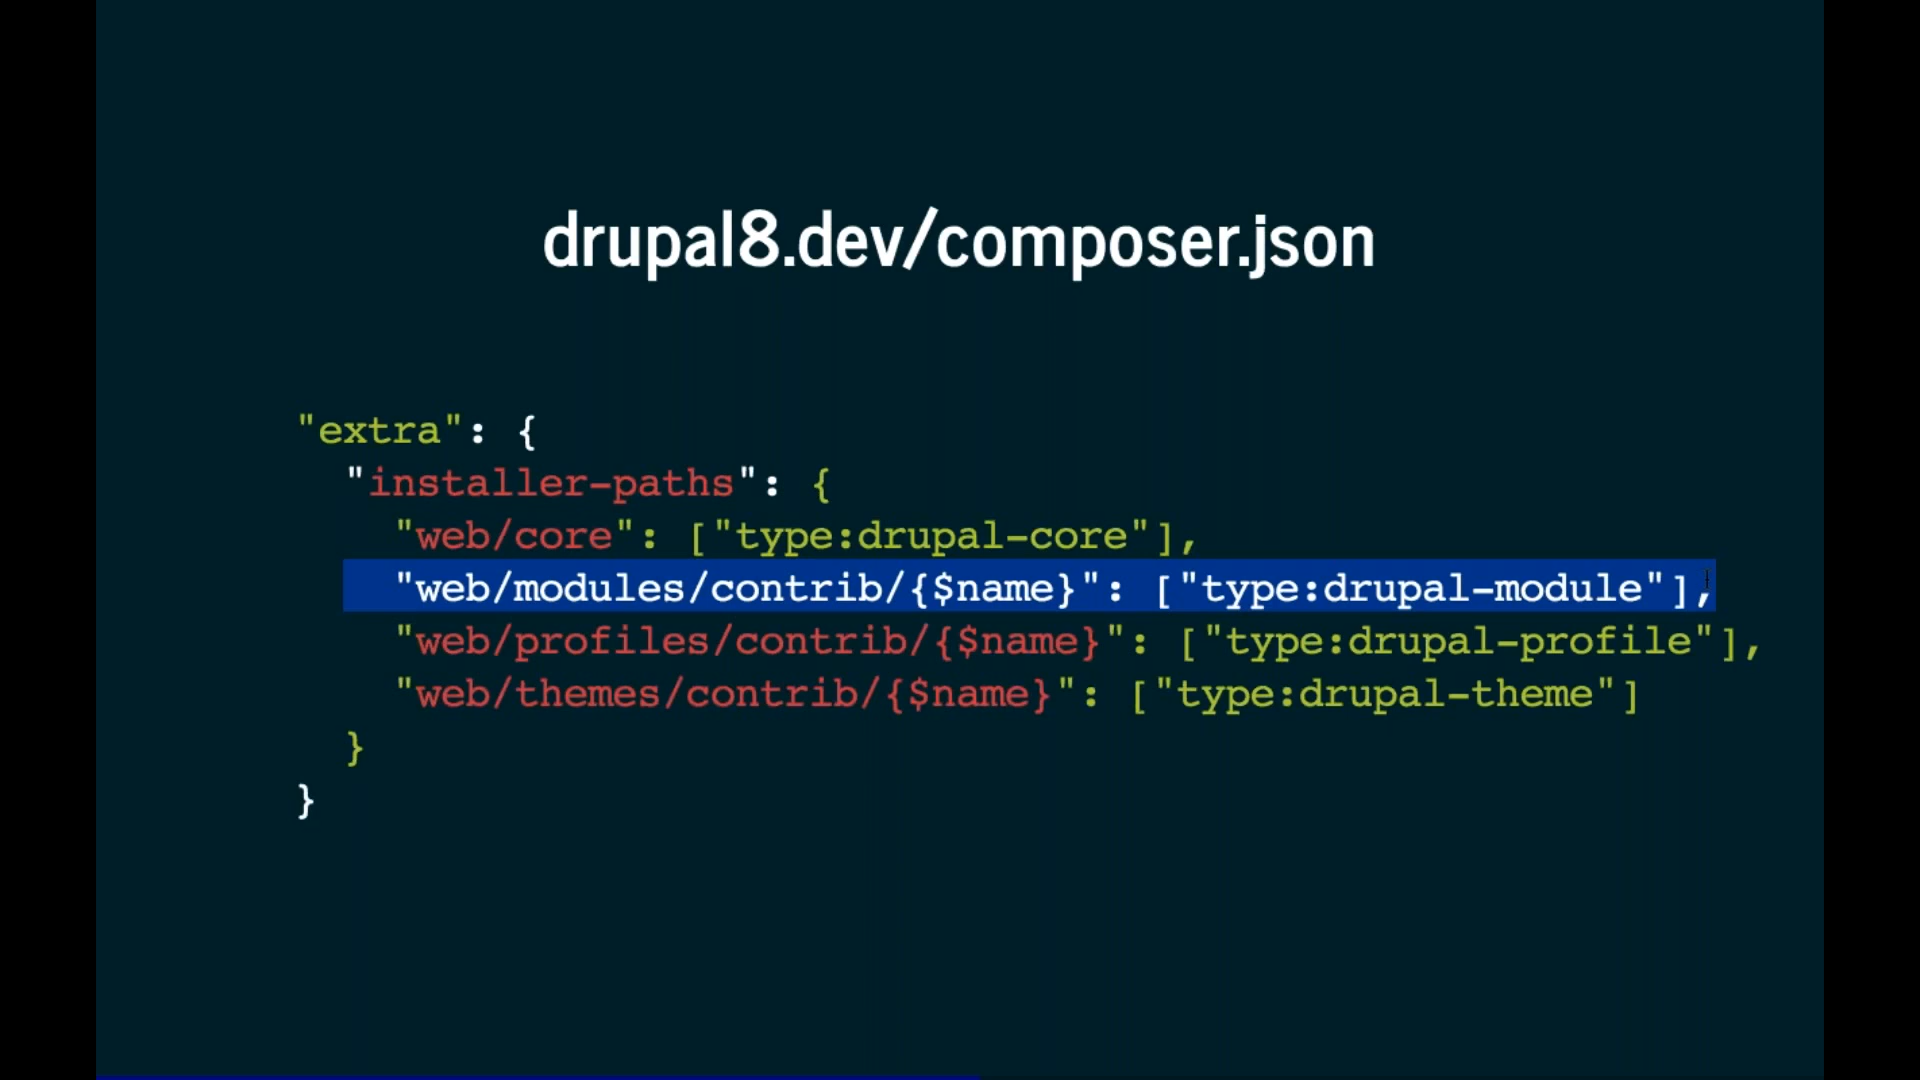 drupal8.dev/composer.json
"extra": {
"installer-paths": {
"web/core": ["type:drupal-core"],
"web/modules/contrib/{$name}": ["type:drupal-module"],
"web/profiles/contrib/{$name}": ["type:drupal-profile"],
"web/themes/contrib/{$name}": ["type:drupal-theme"]
}
}